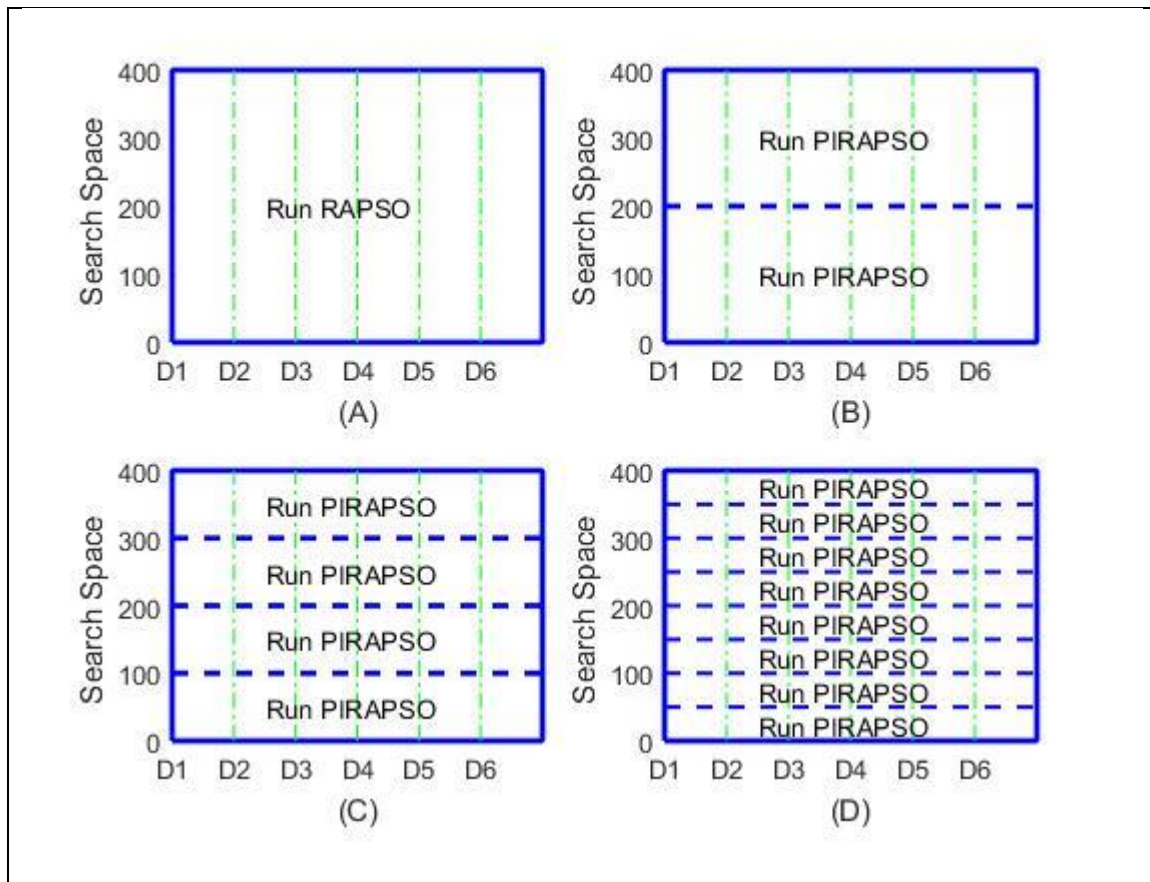 400
300
200
100
0
Search Space
Run RAPSO
D1 D2 D3 D4 D5 D6
(A)
400
300
200
100
0
Search Space
Run PIRAPSO
Run PIRAPSO
D1 D2 D3 D4 D5 D6
(B)
400
300
200
100
0
Search Space
Run PIRAPSO
Run PIRAPSO
Run PIRAPSO
Run PIRAPSO
D1 D2 D3 D4 D5 D6
(C)
400
300
200
100
0
Search Space
Run PIRAPSO
Run PIRAPSO
Run PIRAPSO
Run PIRAPSO
Run PIRAPSO
Run PIRAPSO
Run PIRAPSO
Run PIRAPSO
D1 D2 D3 D4 D5 D6
(D)